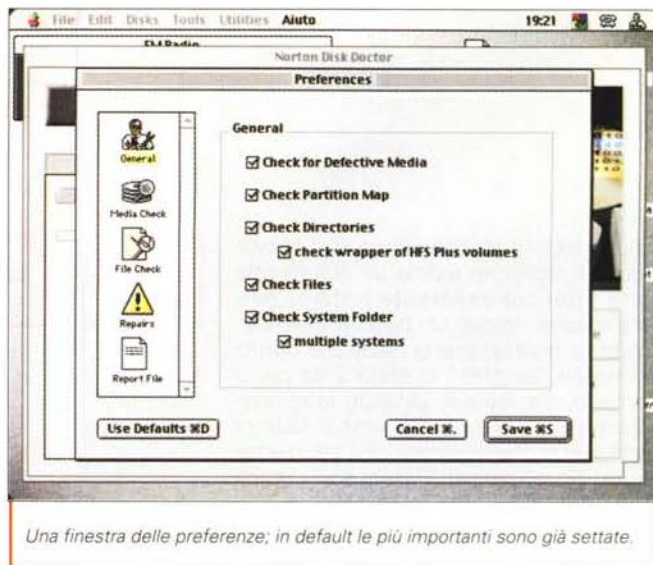 File Edit Disks Tools Utilities Aiuto 19:21
FM Radio
Norton Disk Doctor
Preferences
General
Media Check
File Check
Repairs
Report File
General
Check for Defective Media
Check Partition Map
Check Directories
check wrapper of HFS Plus volumes
Check Files
Check System Folder
multiple systems
Use Defaults ⌘D
Cancel ⌘.
Save ⌘S
Una finestra delle preferenze; in default le più importanti sono già settate.